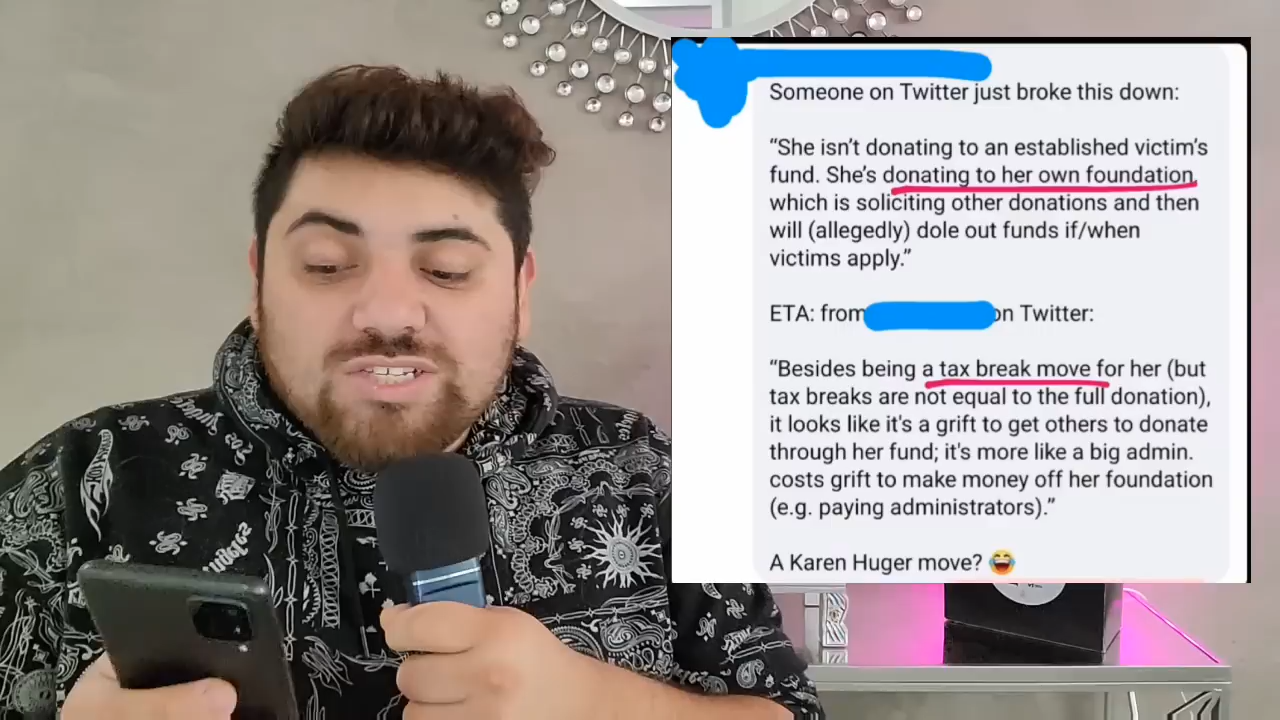 Someone on Twitter just broke this down:
“She isn’t donating to an established victim’s
fund. She’s donating to her own foundation,
which is soliciting other donations and then
will (allegedly) dole out funds if/when
victims apply.”
ETA: from on Twitter:
“Besides being a tax break move for her (but
tax breaks are not equal to the full donation),
it looks like it's a grift to get others to donate
through her fund; it's more like a big admin.
costs grift to make money off her foundation
(e.g. paying administrators).”
A Karen Huger move? 😂